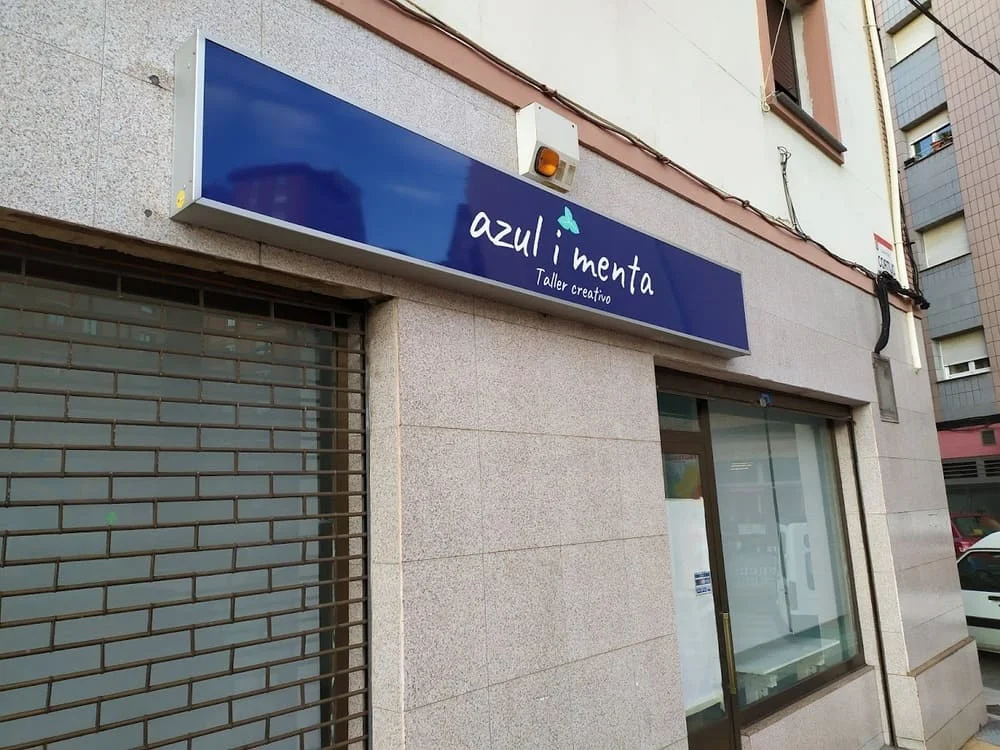 azul i menta
Taller creativo